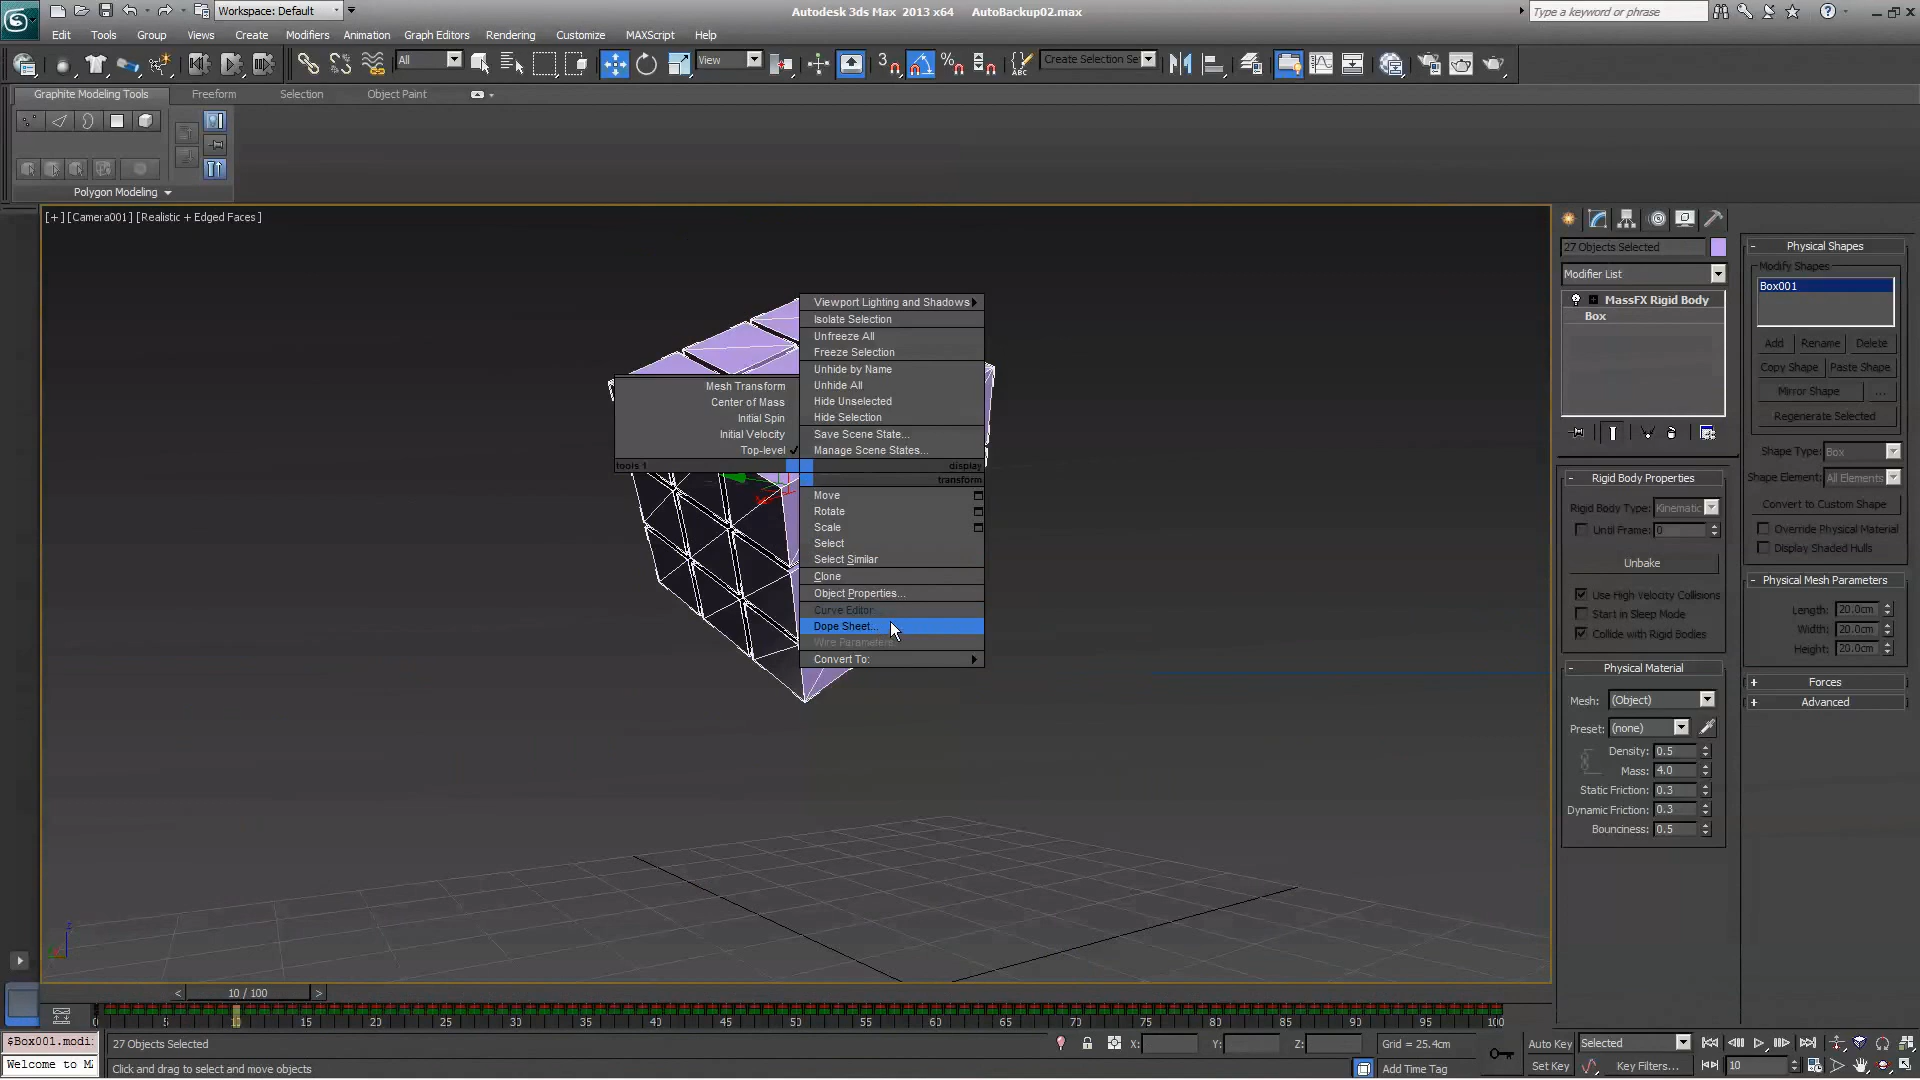 Workspace: Default
Autodesk 3ds Max 2013 x64 AutoBackup02.max
Type a keyword or phrase
Edit Tools Group Views Create Modifiers Animation Graph Editors Rendering Customize MAXScript Help
All
View
3
Create Selection Se
Graphite Modeling Tools Freeform Selection Object Paint
Polygon Modeling
[+] [Camera001] [Realistic + Edged Faces]
Viewport Lighting and Shadows
Isolate Selection
Unfreeze All
Freeze Selection
Unhide by Name
Unhide All
Hide Unselected
Hide Selection
Save Scene State...
Manage Scene States...
display
Mesh Transform
Center of Mass
Initial Spin
Initial Velocity
Top-level
tools 1
transform
Move
Rotate
Scale
Select
Select Similar
Clone
Object Properties...
Curve Editor...
Dope Sheet...
Wire Parameters
Convert To:
27 Objects Selected
Modifier List
MassFX Rigid Body
Box
Rigid Body Properties
Rigid Body Type: Kinematic
Until Frame: 0
Unbake
Use High Velocity Collisions
Start in Sleep Mode
Collide with Rigid Bodies
Physical Material
Mesh: (Object)
Preset: (none)
Density: 0.5
Mass: 4.0
Static Friction: 0.3
Dynamic Friction: 0.3
Bounciness: 0.5
Physical Shapes
Modify Shapes
Box001
Add Rename Delete
Copy Shape Paste Shape
Mirror Shape ...
Regenerate Selected
Shape Type: Box
Shape Element: All Elements
Convert to Custom Shape
Override Physical Material
Display Shaded Hulls
Physical Mesh Parameters
Length: 20.0cm
Width: 20.0cm
Height: 20.0cm
Forces
Advanced
10 / 100
0 5 15 20 25 30 35 40 45 50 55 60 65 70 75 80 85 90 95 100
$Box001.modi:
27 Objects Selected
X: Y: Z:
Grid = 25.4cm
Auto Key Selected
Welcome to M
Click and drag to select and move objects
Add Time Tag
Set Key Key Filters... 10